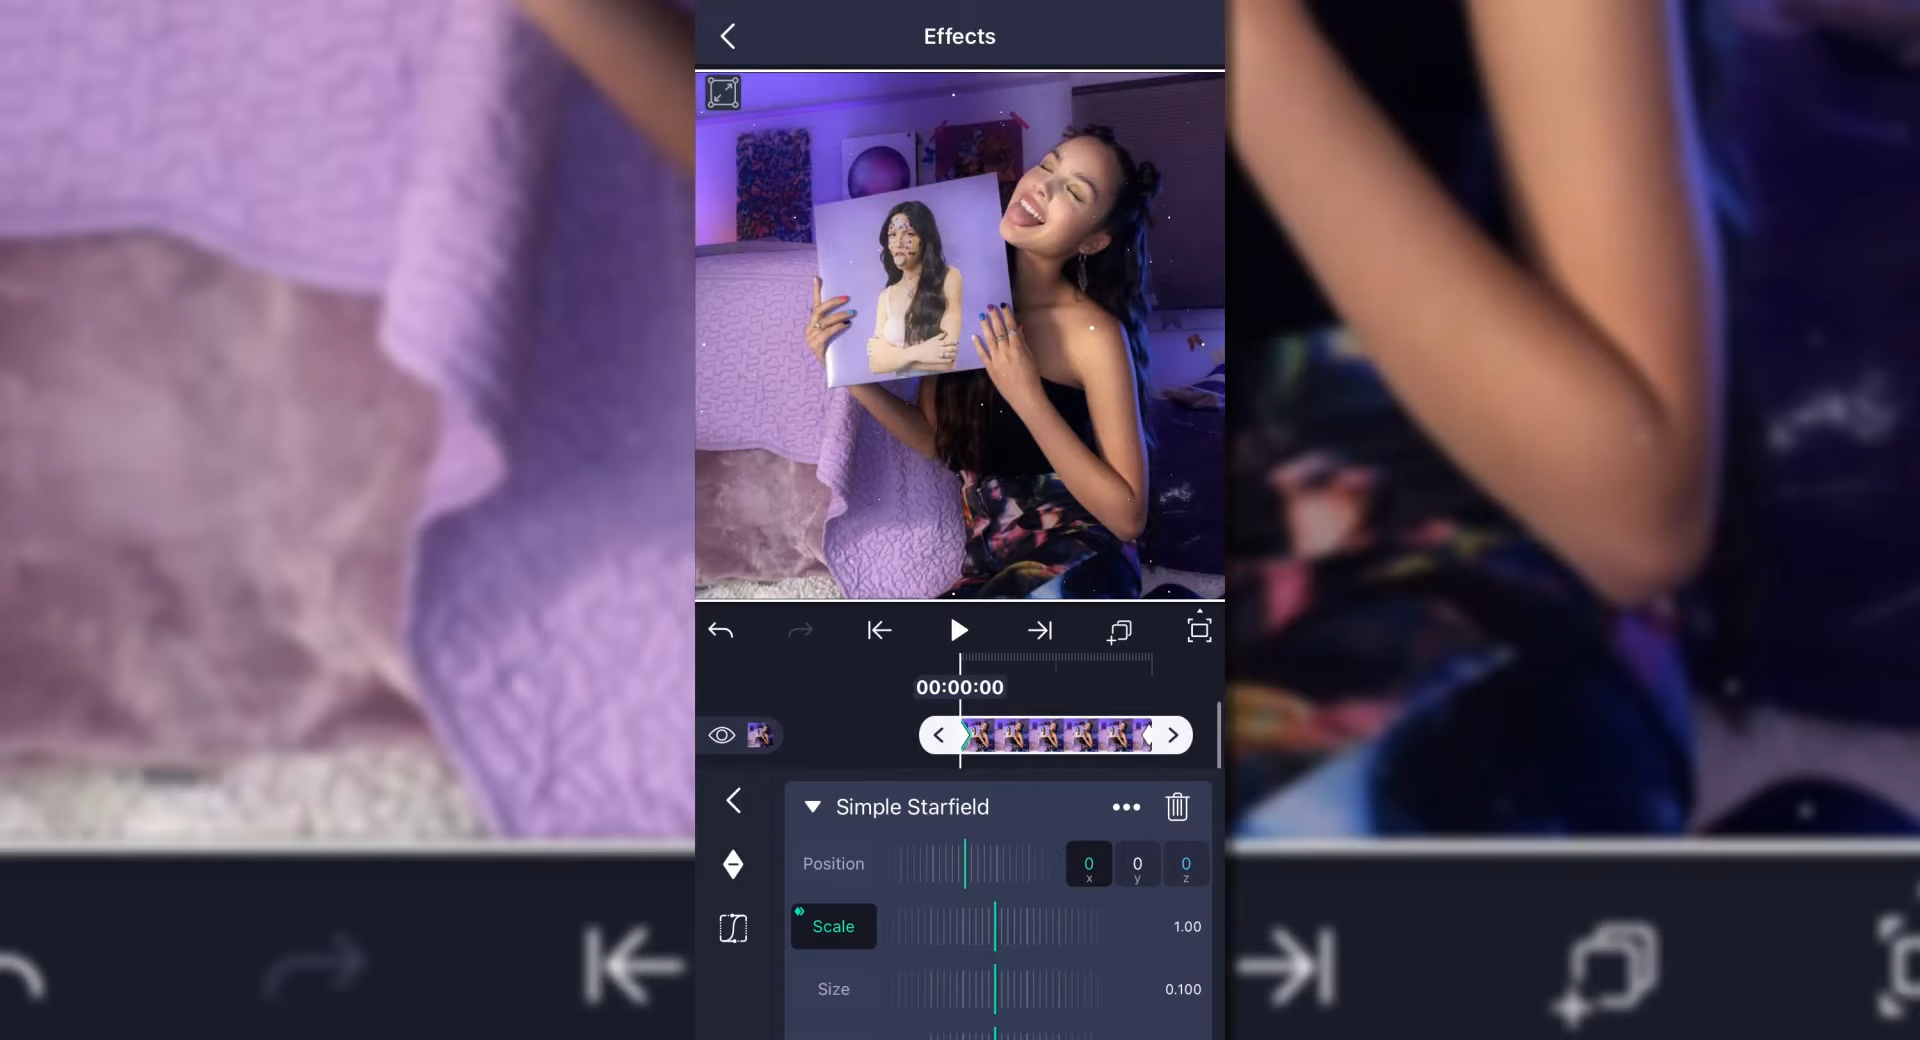 Effects
00:00:00
Simple Starfield
Position
0
x
0
y
0
z
Scale
1.00
Size
0.100